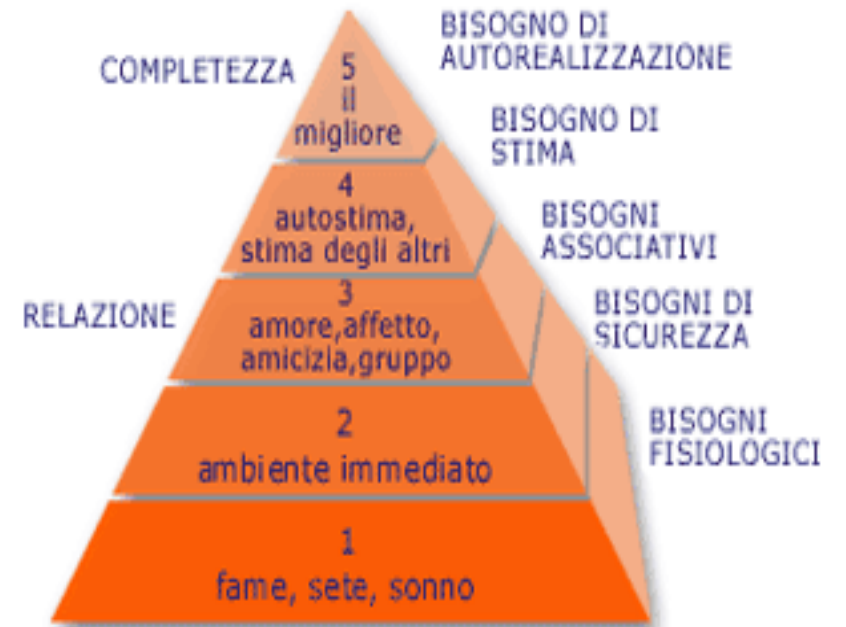 BISOGNO DI
AUTOREALIZZAZIONE
COMPLETEZZA
5
il
migliore
BISOGNO DI
STIMA
4
autostima,
stima degli altri
BISOGNI
ASSOCIATIVI
RELAZIONE
3
amore,affetto,
amicizia,gruppo
BISOGNI DI
SICUREZZA
2
ambiente immediato
BISOGNI
FISIOLOGICI
1
fame, sete, sonno